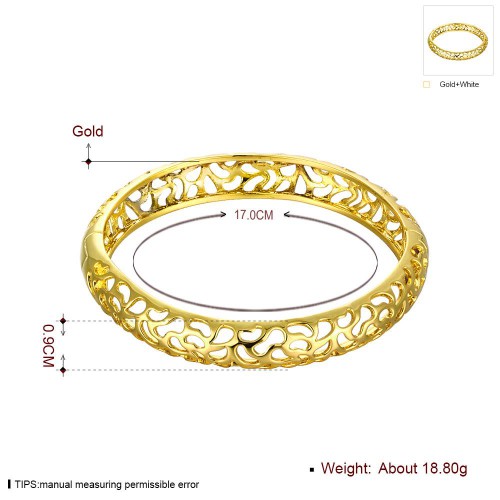 Gold+White
Gold
17.0CM
0.9CM
Weight: About 18.80g
TIPS:manual measuring permissible error